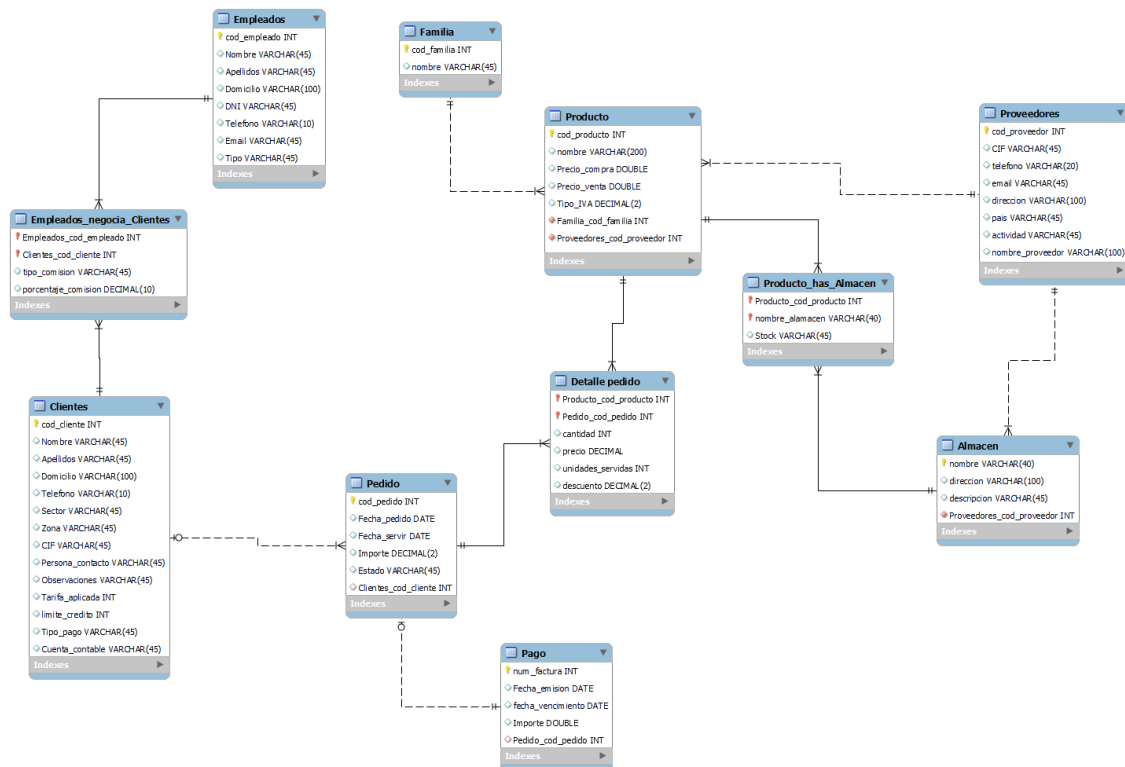 Empleados
cod_empleado INT
Nombre VARCHAR(45)
Apellidos VARCHAR(45)
Domicilio VARCHAR(100)
DNI VARCHAR(45)
Telefono VARCHAR(10)
Email VARCHAR(45)
Tipo VARCHAR(45)
Indexes
Familia
cod_familia INT
nombre VARCHAR(45)
Indexes
Producto
cod_producto INT
nombre VARCHAR(200)
Precio_compra DOUBLE
Precio_venta DOUBLE
Tipo_IVA DECIMAL(2)
Familia_cod_familia INT
Proveedores_cod_proveedor INT
Indexes
Proveedores
cod_proveedor INT
CIF VARCHAR(45)
telefono VARCHAR(20)
email VARCHAR(45)
direccion VARCHAR(100)
pais VARCHAR(45)
actividad VARCHAR(45)
nombre_proveedor VARCHAR(100)
Indexes
Empleados_negocia_Clientes
Empleados_cod_empleado INT
Clientes_cod_cliente INT
tipo_comision VARCHAR(45)
porcentaje_comision DECIMAL(10)
Indexes
Producto_has_Almacen
Producto_cod_producto INT
nombre_alamacen VARCHAR(40)
Stock VARCHAR(45)
Indexes
Detalle pedido
Producto_cod_producto INT
Pedido_cod_pedido INT
cantidad INT
precio DECIMAL
unidades_servidas INT
descuento DECIMAL(2)
Indexes
Clientes
cod_cliente INT
Nombre VARCHAR(45)
Apellidos VARCHAR(45)
Domicilio VARCHAR(100)
Telefono VARCHAR(10)
Sector VARCHAR(45)
Zona VARCHAR(45)
CIF VARCHAR(45)
Persona_contacto VARCHAR(45)
Observaciones VARCHAR(45)
Tarifa_aplicada INT
limite_credito INT
Tipo_pago VARCHAR(45)
Cuenta_contable VARCHAR(45)
Indexes
Almacen
nombre VARCHAR(40)
direccion VARCHAR(100)
descripcion VARCHAR(45)
Proveedores_cod_proveedor INT
Indexes
Pedido
cod_pedido INT
Fecha_pedido DATE
Fecha_servir DATE
Importe DECIMAL(2)
Estado VARCHAR(45)
Clientes_cod_cliente INT
Indexes
Pago
num_factura INT
Fecha_emision DATE
fecha_vencimiento DATE
Importe DOUBLE
Pedido_cod_pedido INT
Indexes